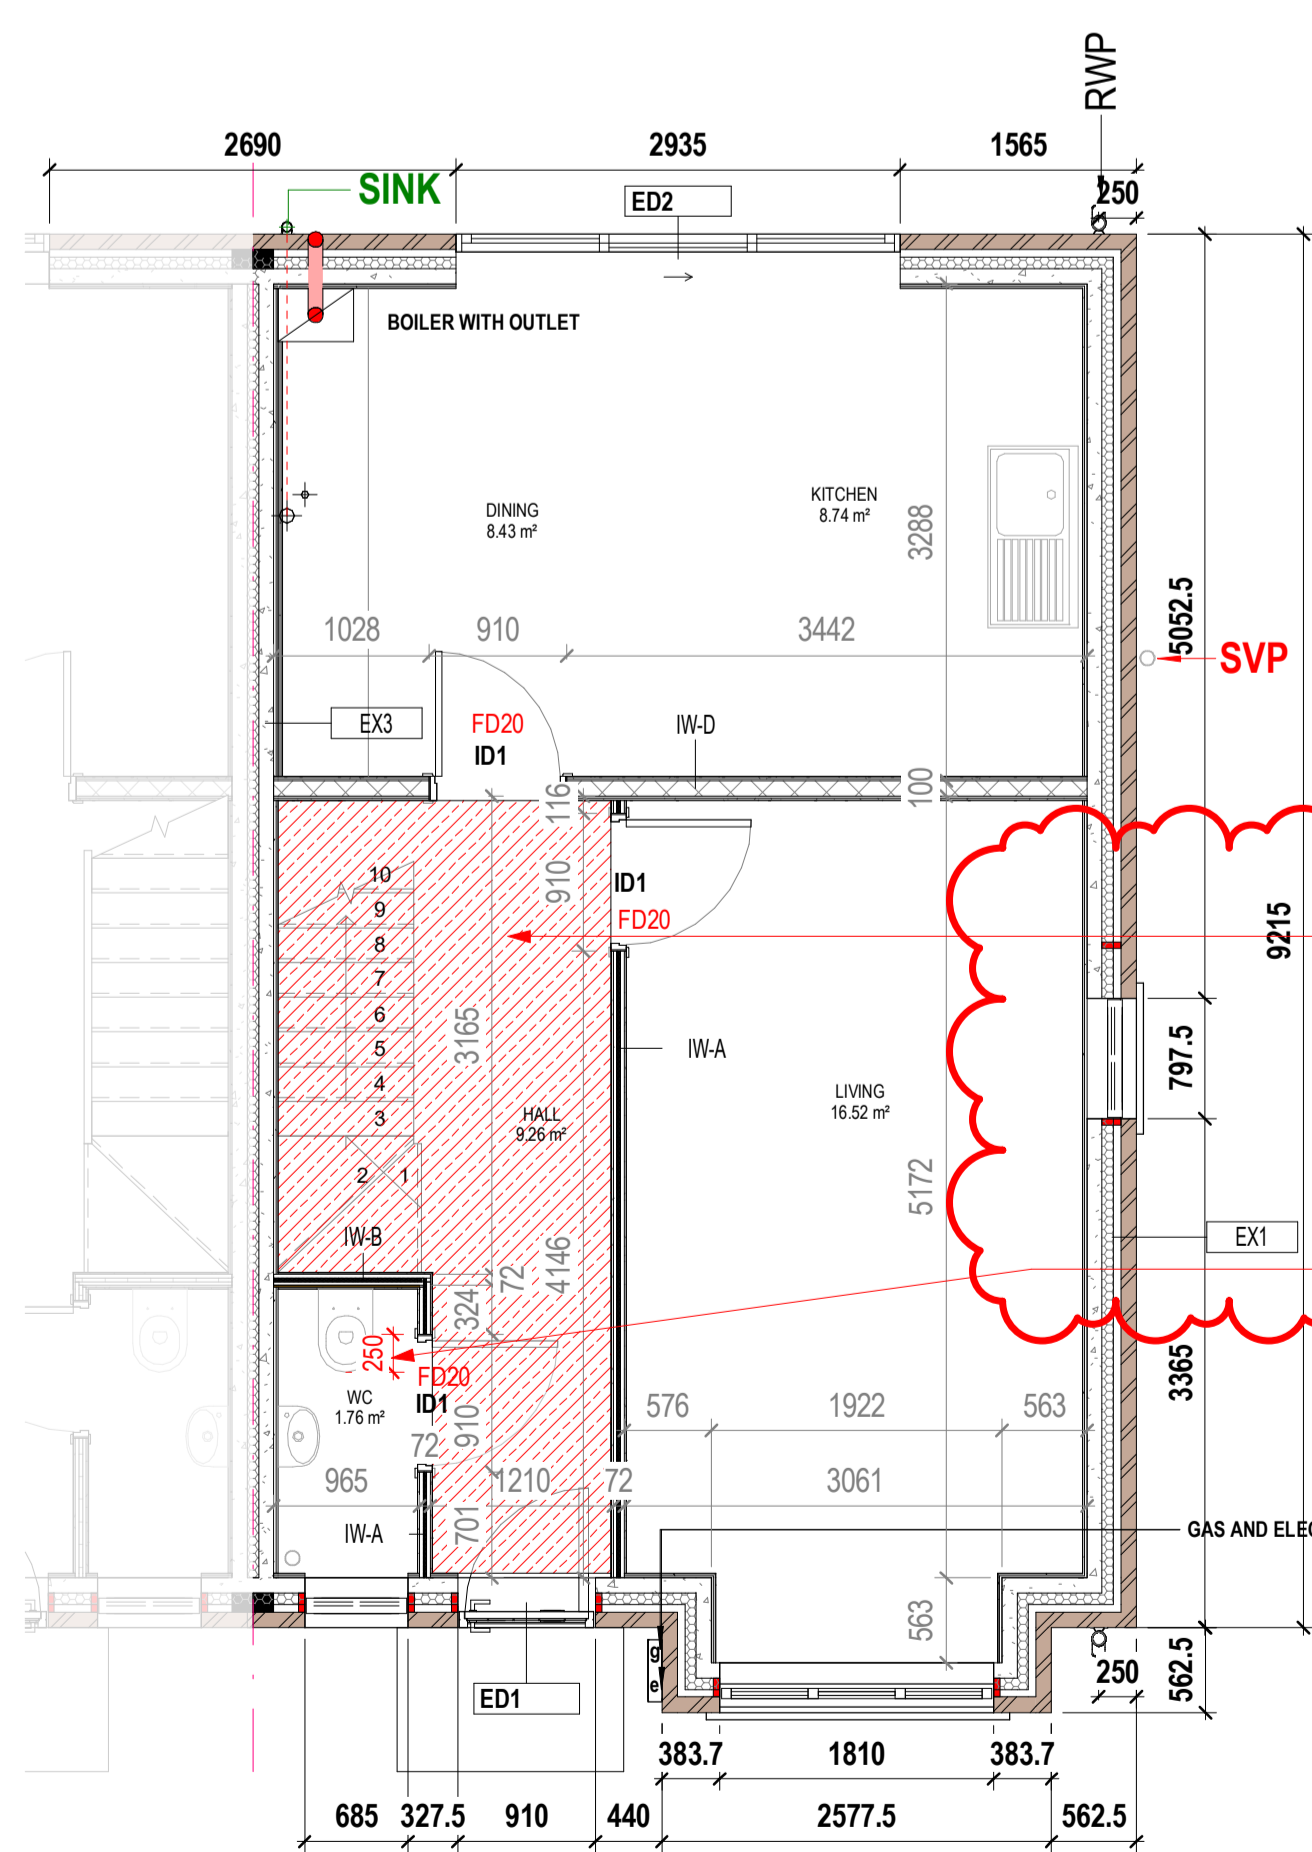 RWP
2690
2935
1565
250
SINK
ED2
BOILER WITH OUTLET
DINING
8.43 m²
KITCHEN
8.74 m²
3288
1028
910
3442
5052.5
SVP
EX3
FD20
ID1
IW-D
116
100
910
ID1
FD20
9215
10
9
8
7
6
5
4
3
2
1
3165
IW-A
797.5
HALL
9.26 m²
LIVING
16.52 m²
5172
IW-B
EX1
4146
72
324
250
FD20
ID1
WC
1.76 m²
910
72
3365
576
1922
563
965
1210
72
3061
701
IW-A
GAS AND ELEC
563
g
e
ED1
250
562.5
383.7
1810
383.7
685
327.5
910
440
2577.5
562.5